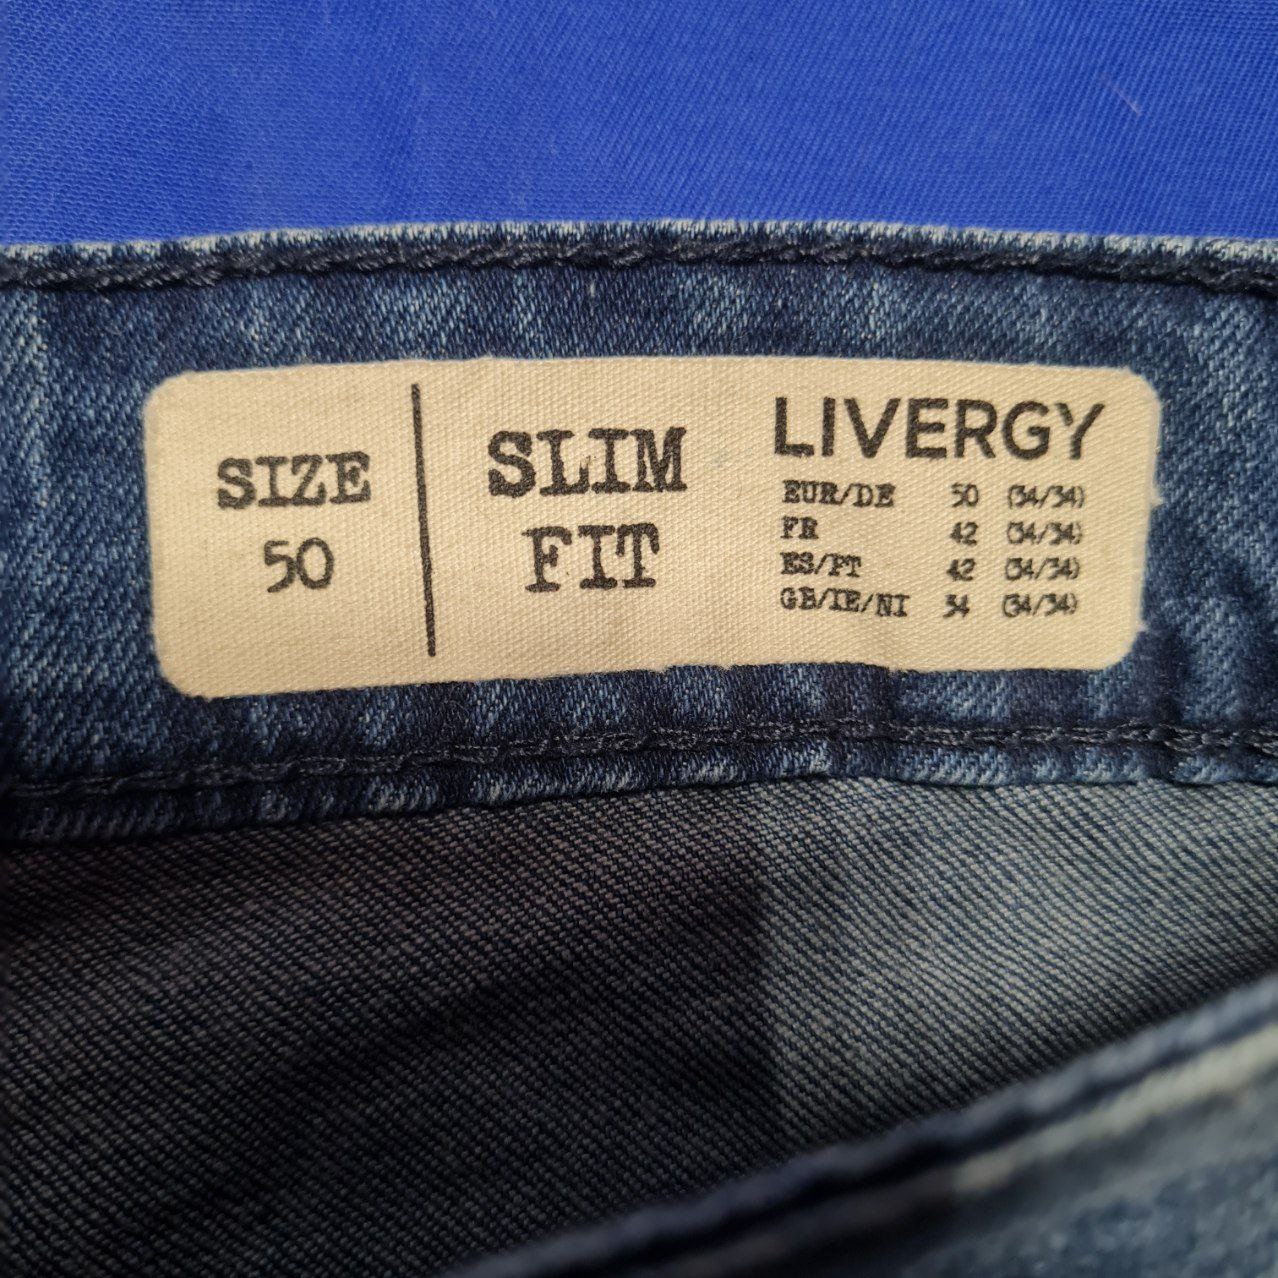 SIZE
50
SLIM
FIT
LIVERGY
EUR/DE 50 (34/34)
FR 42 (34/34)
ES/PT 42 (34/34)
GB/IE/NI 34 (34/34)